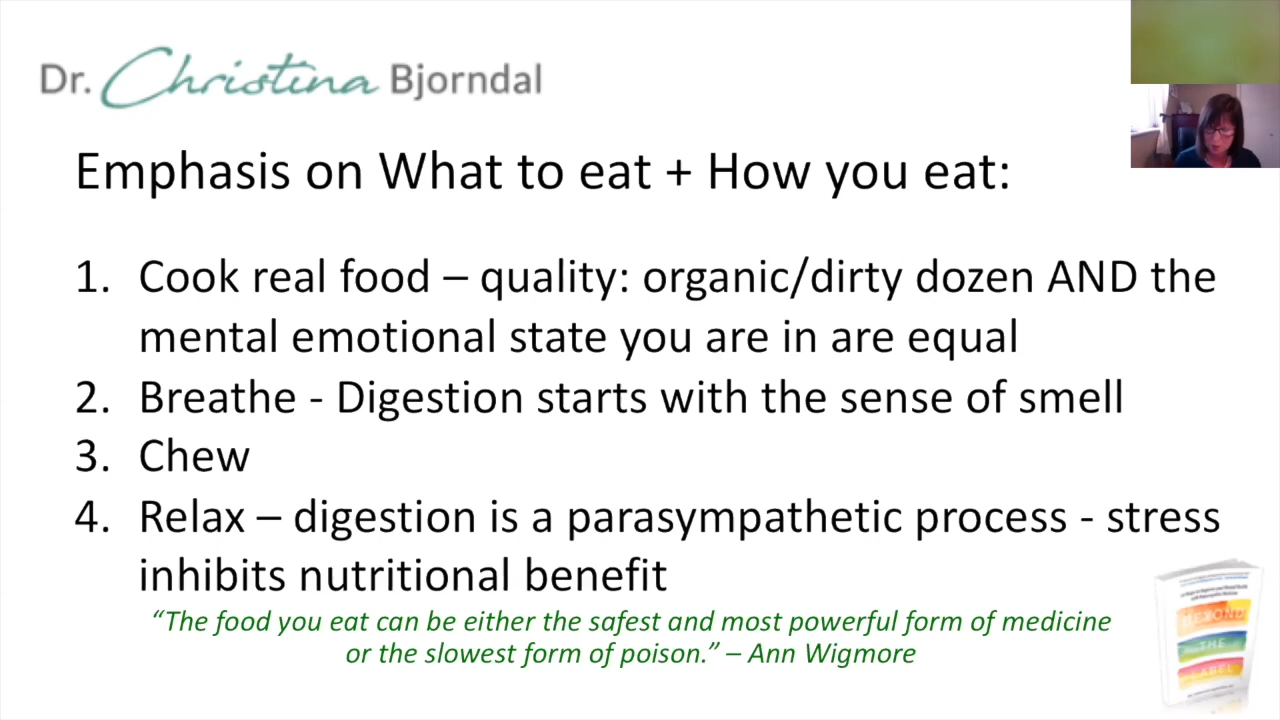 Dr. Christina Bjorndal
Emphasis on What to eat + How you eat:
1. Cook real food – quality: organic/dirty dozen AND the
mental emotional state you are in are equal
2. Breathe - Digestion starts with the sense of smell
3. Chew
4. Relax – digestion is a parasympathetic process - stress
inhibits nutritional benefit
“The food you eat can be either the safest and most powerful form of medicine
or the slowest form of poison.” – Ann Wigmore
BEYOND
THE
LABEL